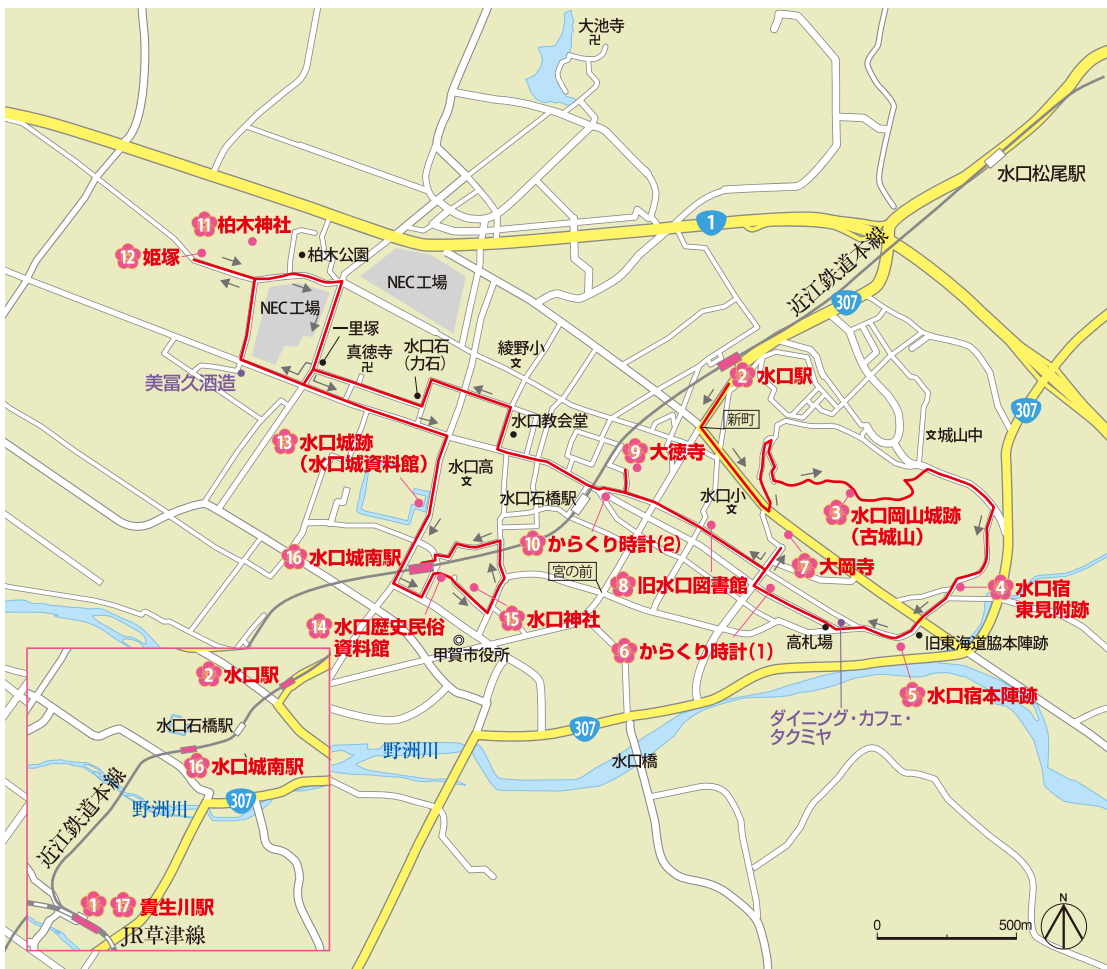 大池寺
卍
水口松尾駅
1
近江鉄道本線
307
11 柏木神社
12 姫塚
柏木公園
NEC工場
NEC工場
一里塚
真徳寺
卍
水口石
（力石）
綾野小
文
美冨久酒造
水口教会堂
2 水口駅
新町
307
城山中
文
13 水口城跡
（水口城資料館）
水口高
文
9 大徳寺
水口石橋駅
水口小
文
3 水口岡山城跡
（古城山）
10 からくり時計(2)
16 水口城南駅
宮の前
8 旧水口図書館
7 大岡寺
4 水口宿
東見附跡
14 水口歴史民俗
資料館
15 水口神社
甲賀市役所
6 からくり時計(1)
高札場
旧東海道脇本陣跡
5 水口宿本陣跡
ダイニング・カフェ・
タクミヤ
307
野洲川
水口橋
2 水口駅
水口石橋駅
16 水口城南駅
307
野洲川
近江鉄道本線
1 17 貴生川駅
JR草津線
0 500m
N